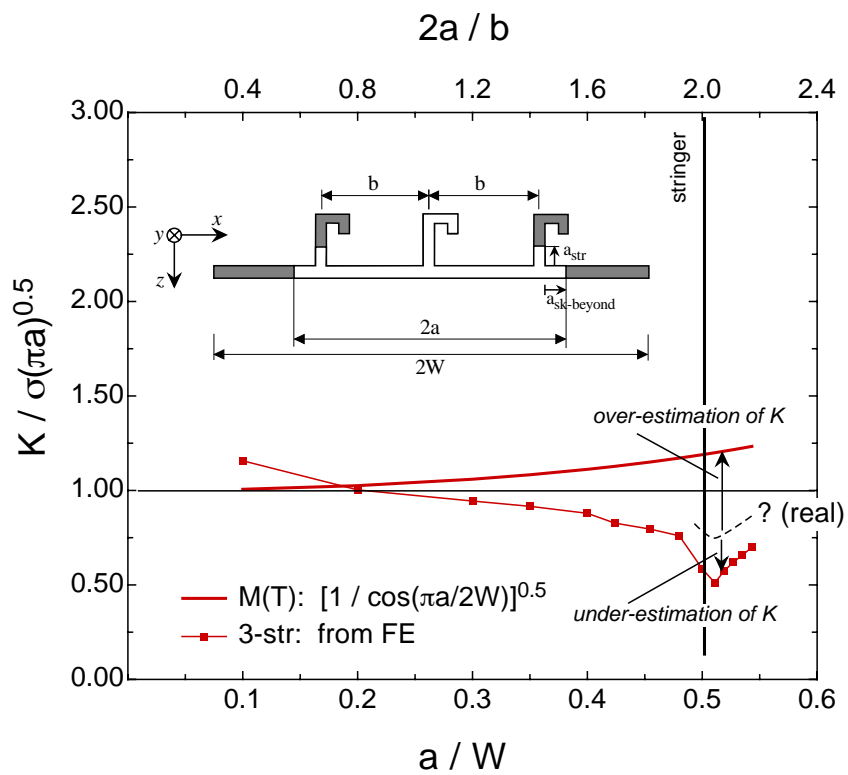 2a / b
0.4 0.8 1.2 1.6 2.0 2.4
3.00
2.50
2.00
1.50
1.25
1.00
0.50
0.00
K / σ(πa)^0.5
stringer
b b
y x
z
a_str
a_sk-beyond
2a
2W
over-estimation of K
? (real)
under-estimation of K
M(T): [1 / cos(πa/2W)]^0.5
3-str: from FE
0.1 0.2 0.3 0.4 0.5 0.6
a / W